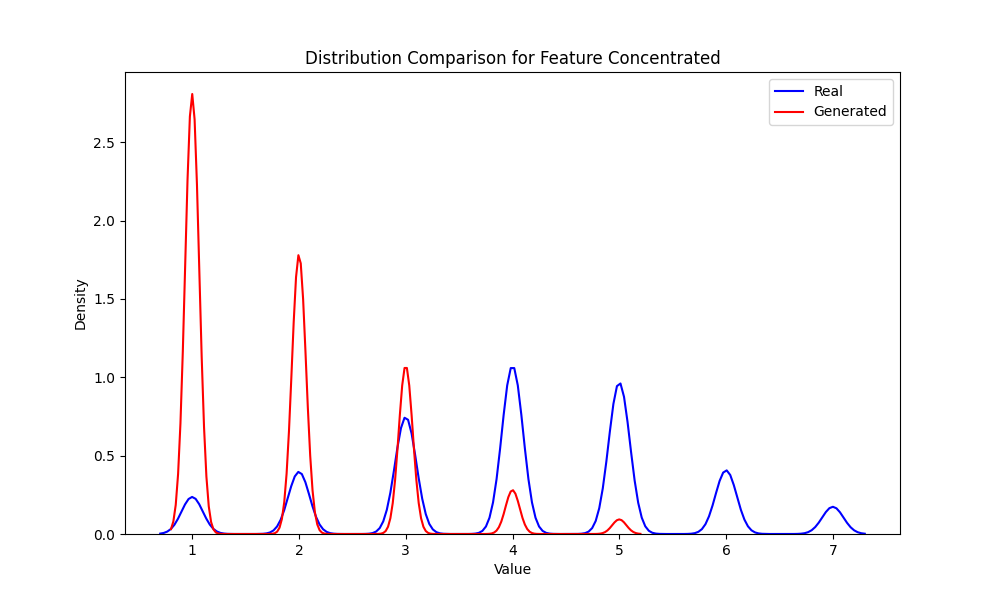 Distribution Comparison for Feature Concentrated
Real
Generated
2.5
2.0
1.5
1.0
0.5
0.0
Density
1 2 3 4 5 6 7
Value